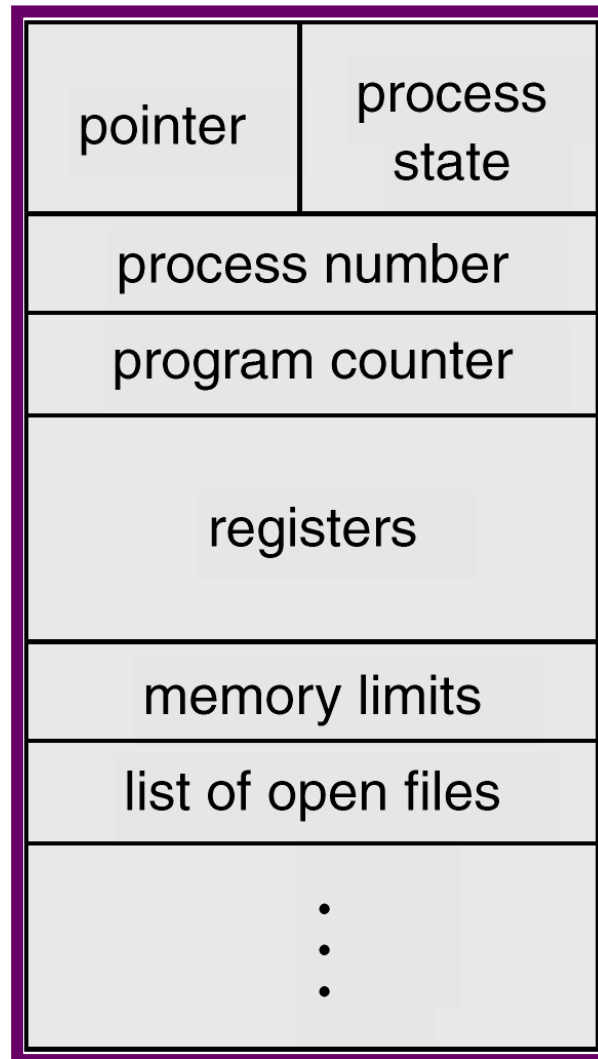 pointer
process
state
process number
program counter
registers
memory limits
list of open files